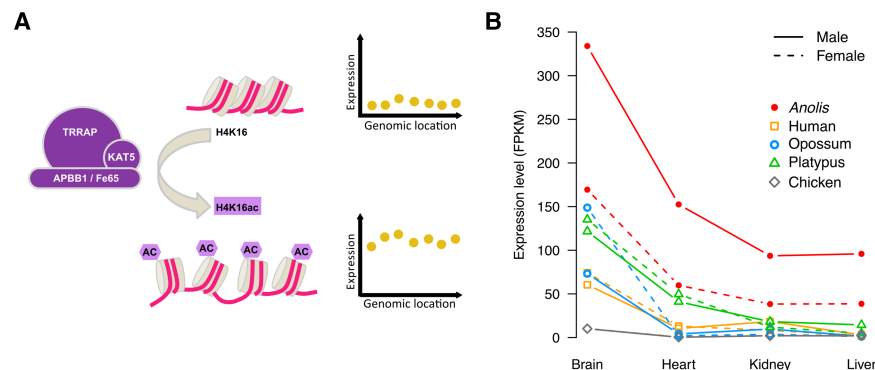 A
TRRAP
KAT5
APBB1 / Fe65
H4K16
H4K16ac
AC
AC
AC
AC
Expression
Genomic location
Expression
Genomic location
B
Expression level (FPKM)
350
300
250
200
150
100
50
0
Brain
Heart
Kidney
Liver
Male
Female
Anolis
Human
Opossum
Platypus
Chicken